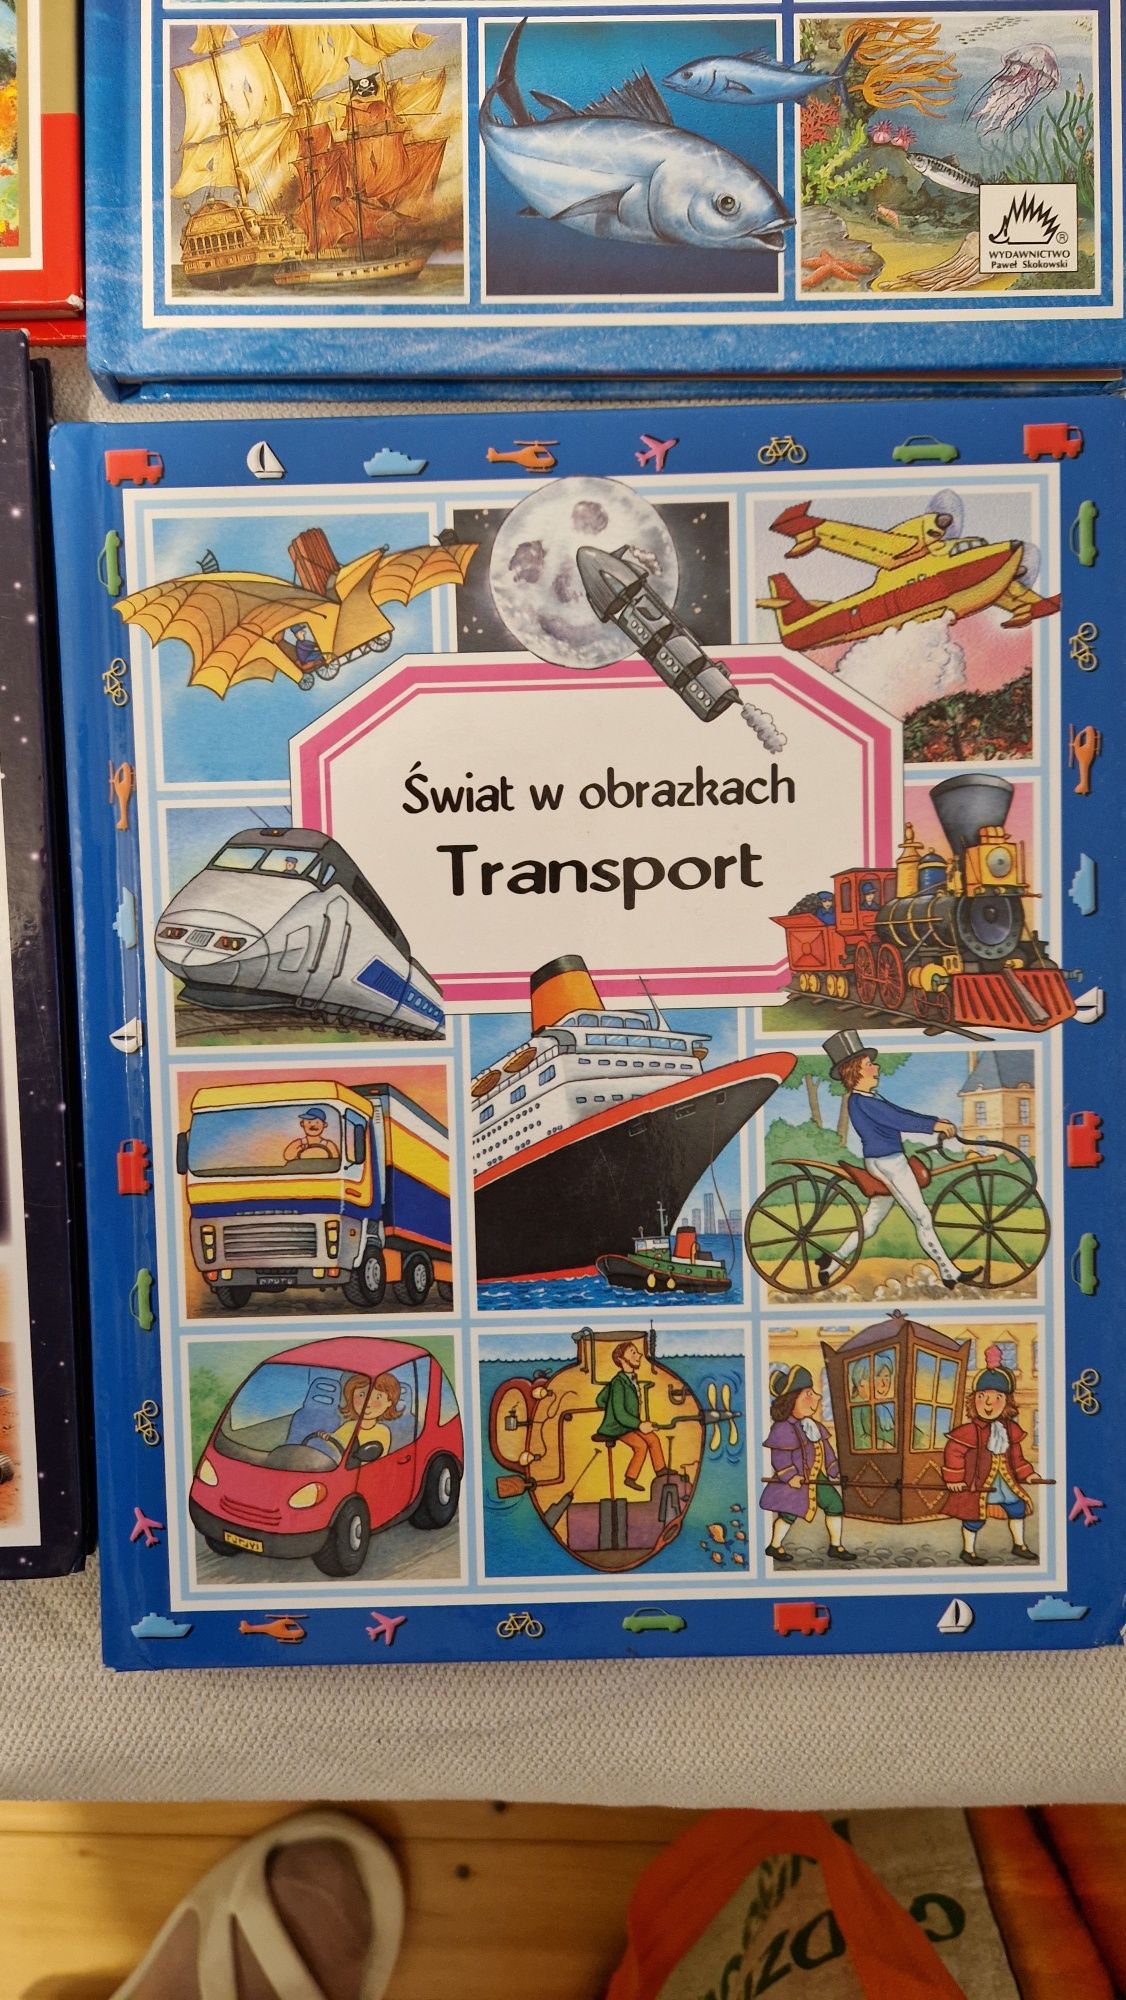 WYDAWNICTWO
Paweł Skokowski
Świat w obrazkach
Transport